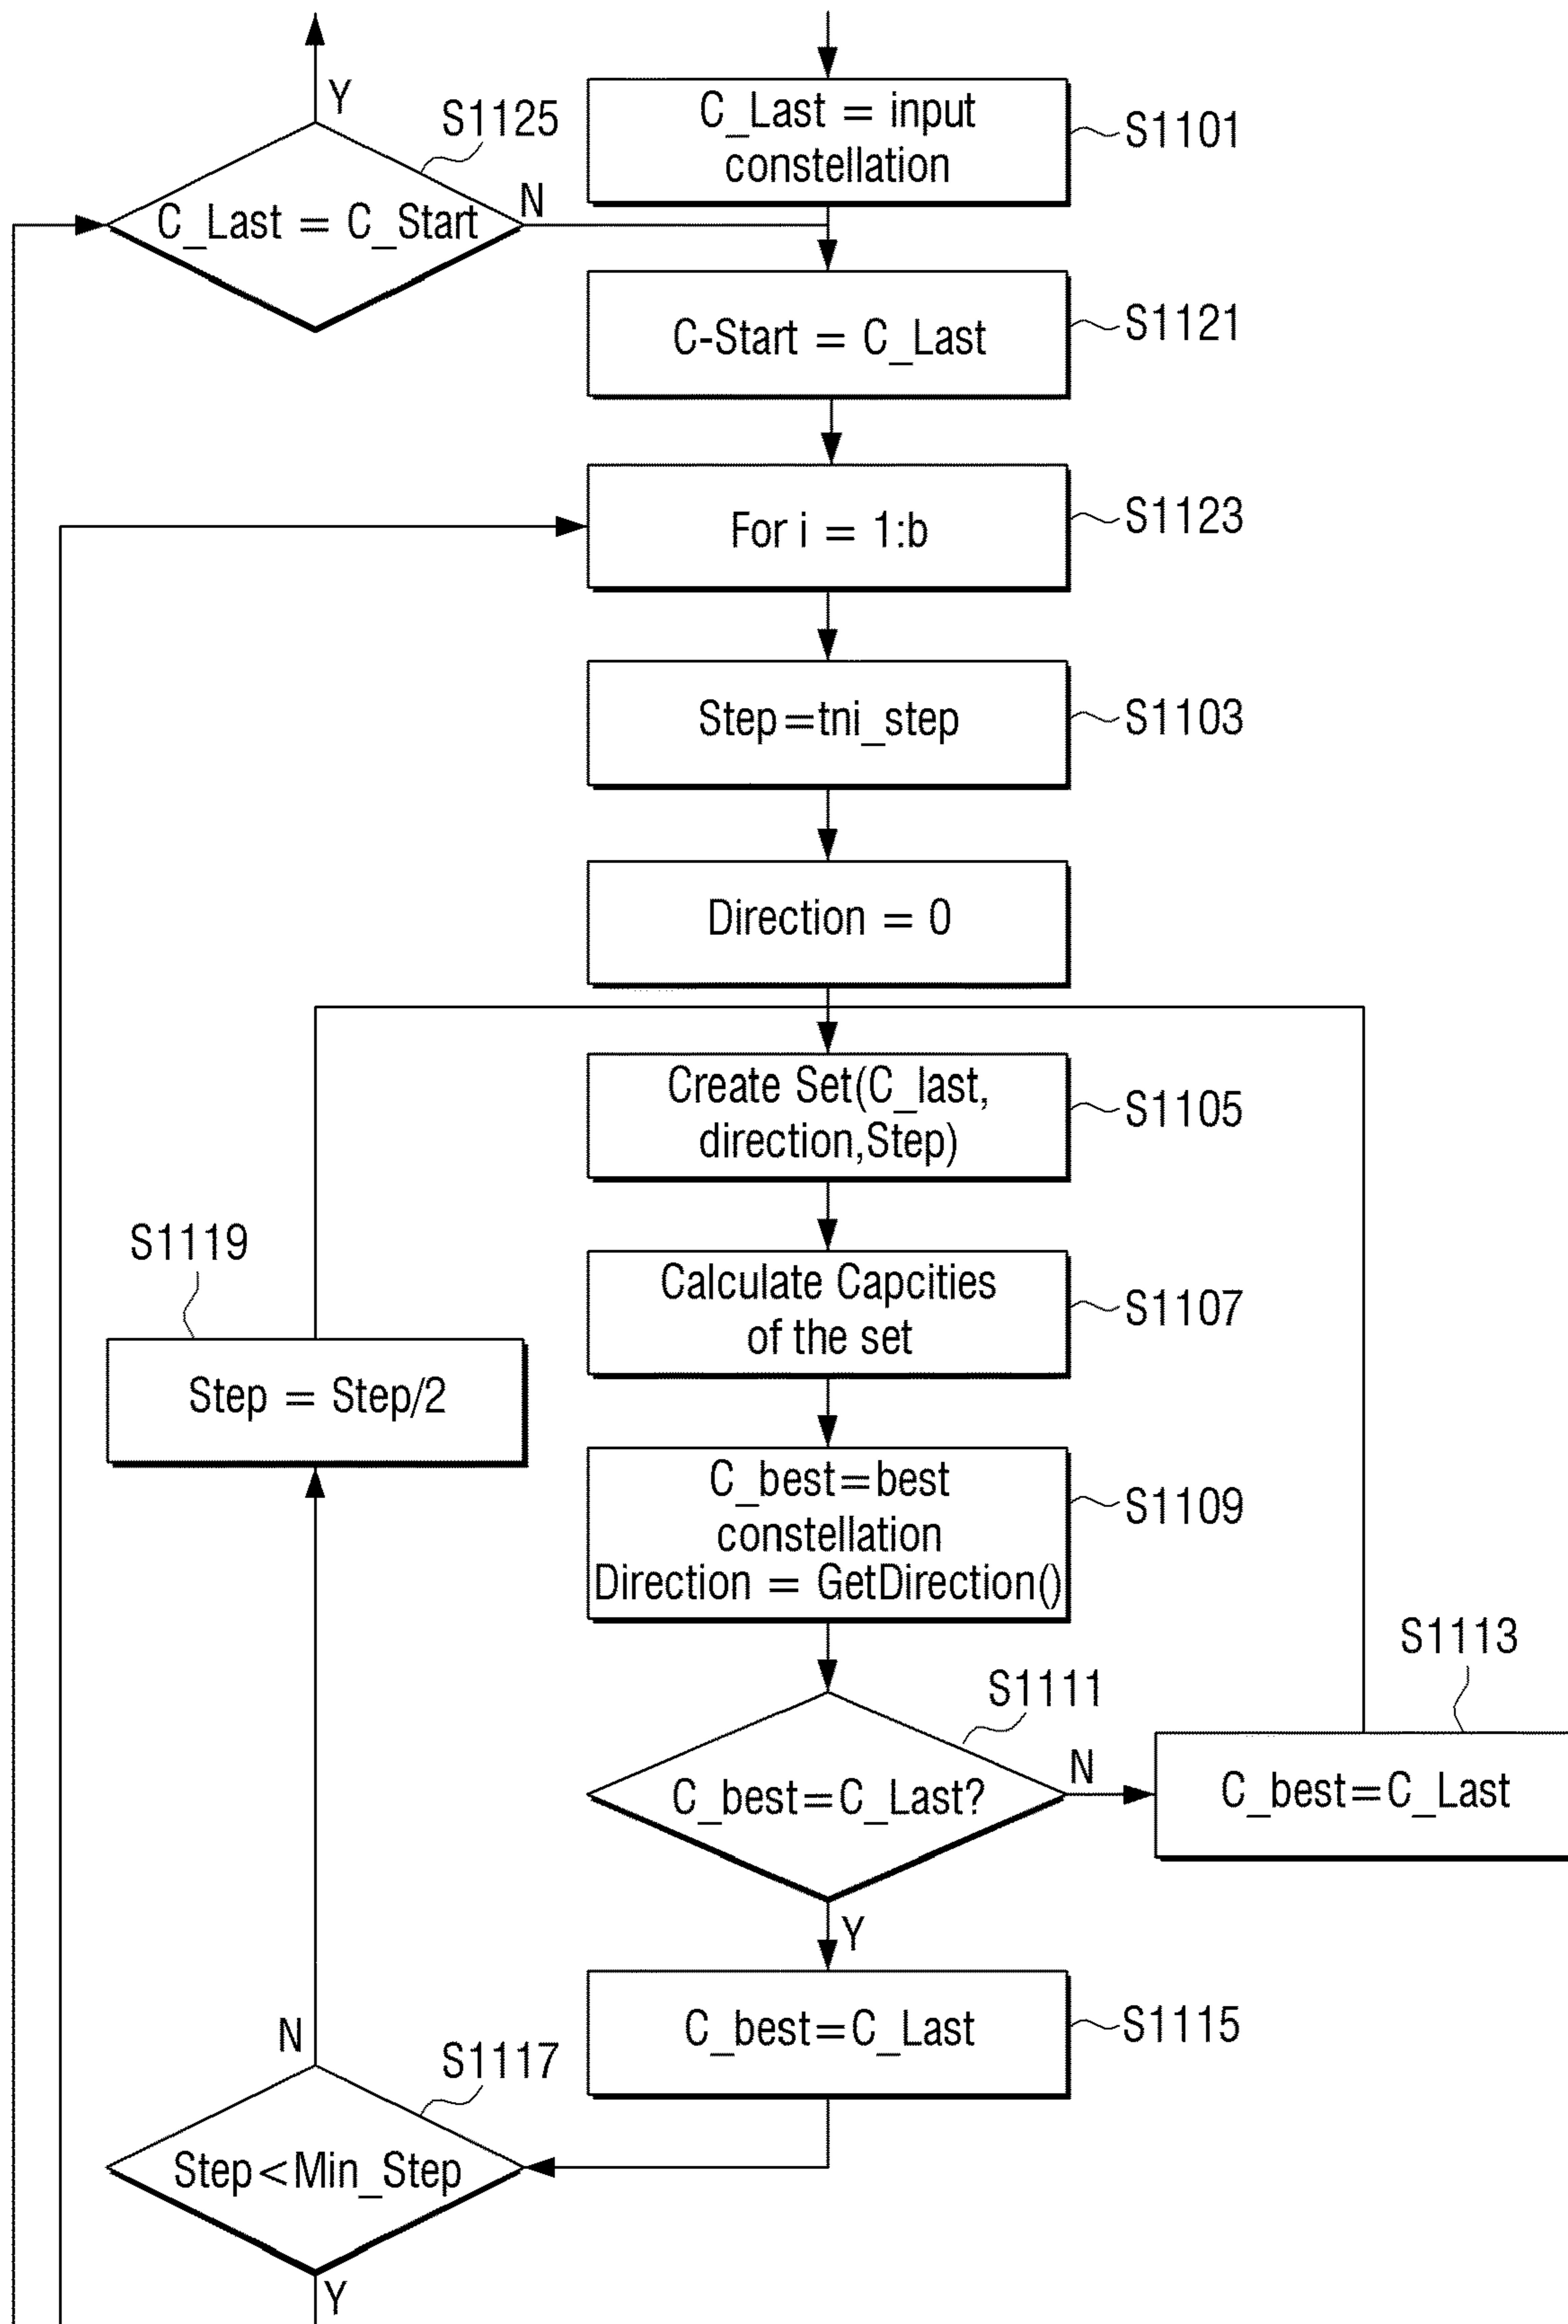 Y
S1125
C_Last = C_Start
N
C_Last = input
constellation
S1101
C-Start = C_Last
S1121
For i = 1:b
S1123
Step=tni_step
S1103
Direction = 0
Create Set(C_last,
direction,Step)
S1105
Calculate Capcities
of the set
S1107
S1119
Step = Step/2
C_best=best
constellation
Direction = GetDirection()
S1109
S1111
C_best=C_Last?
N
S1113
C_best=C_Last
Y
C_best=C_Last
S1115
N
S1117
Step<Min_Step
Y